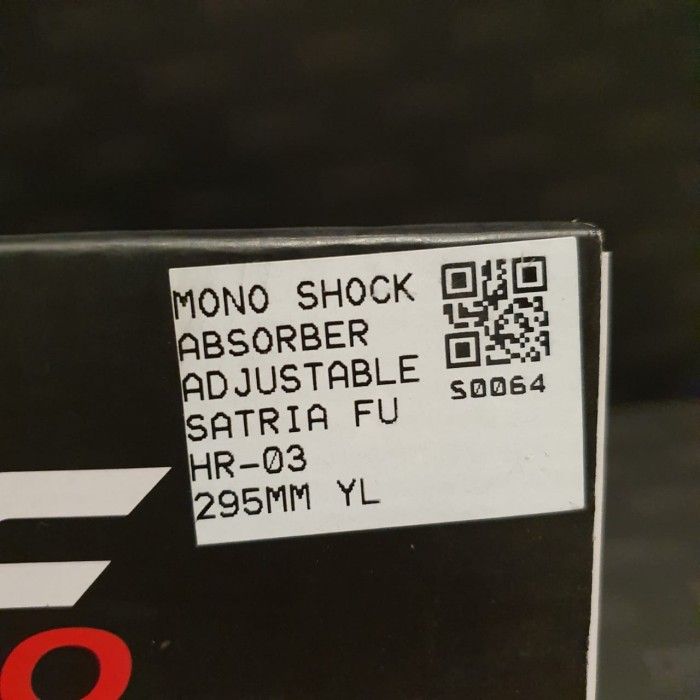 MONO SHOCK
ABSORBER
ADJUSTABLE
SATRIA FU
HR-03
295MM YL
S0064